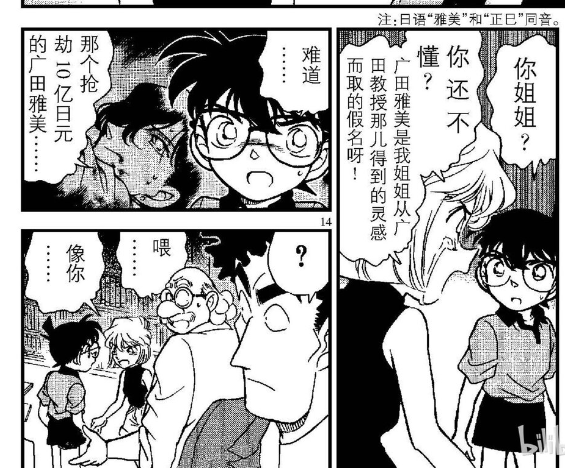 注:日语“雅美”和“正巳”同音。
你姐姐?
你还不
懂?
广田雅美是我姐姐从广
田教授那儿得到的灵感
而取的假名呀!
难道
……
那个抢
劫10亿日元
的广田雅美……
14
?
喂
……
像你
……
bili